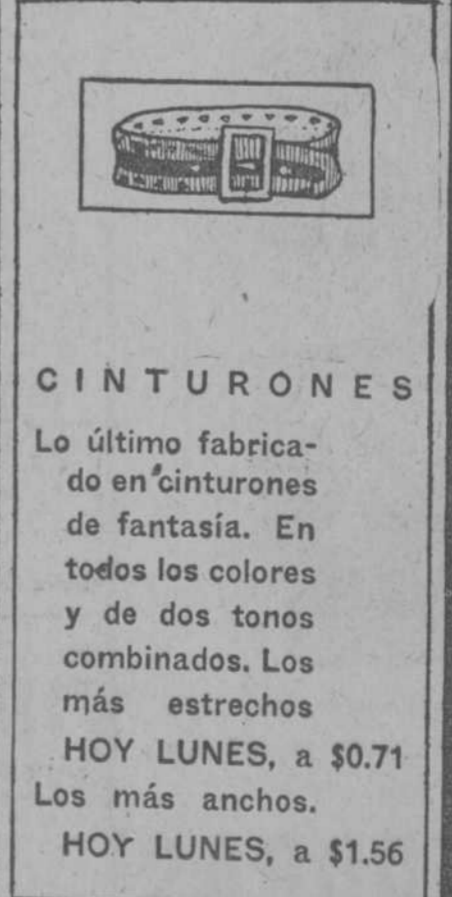 CINTURONES
Lo último fabrica-
do en cinturones
de fantasía. En
todos los colores
y de dos tonos
combinados. Los
más estrechos
HOY LUNES, a $0.71
Los más anchos.
HOY LUNES, a $1.56